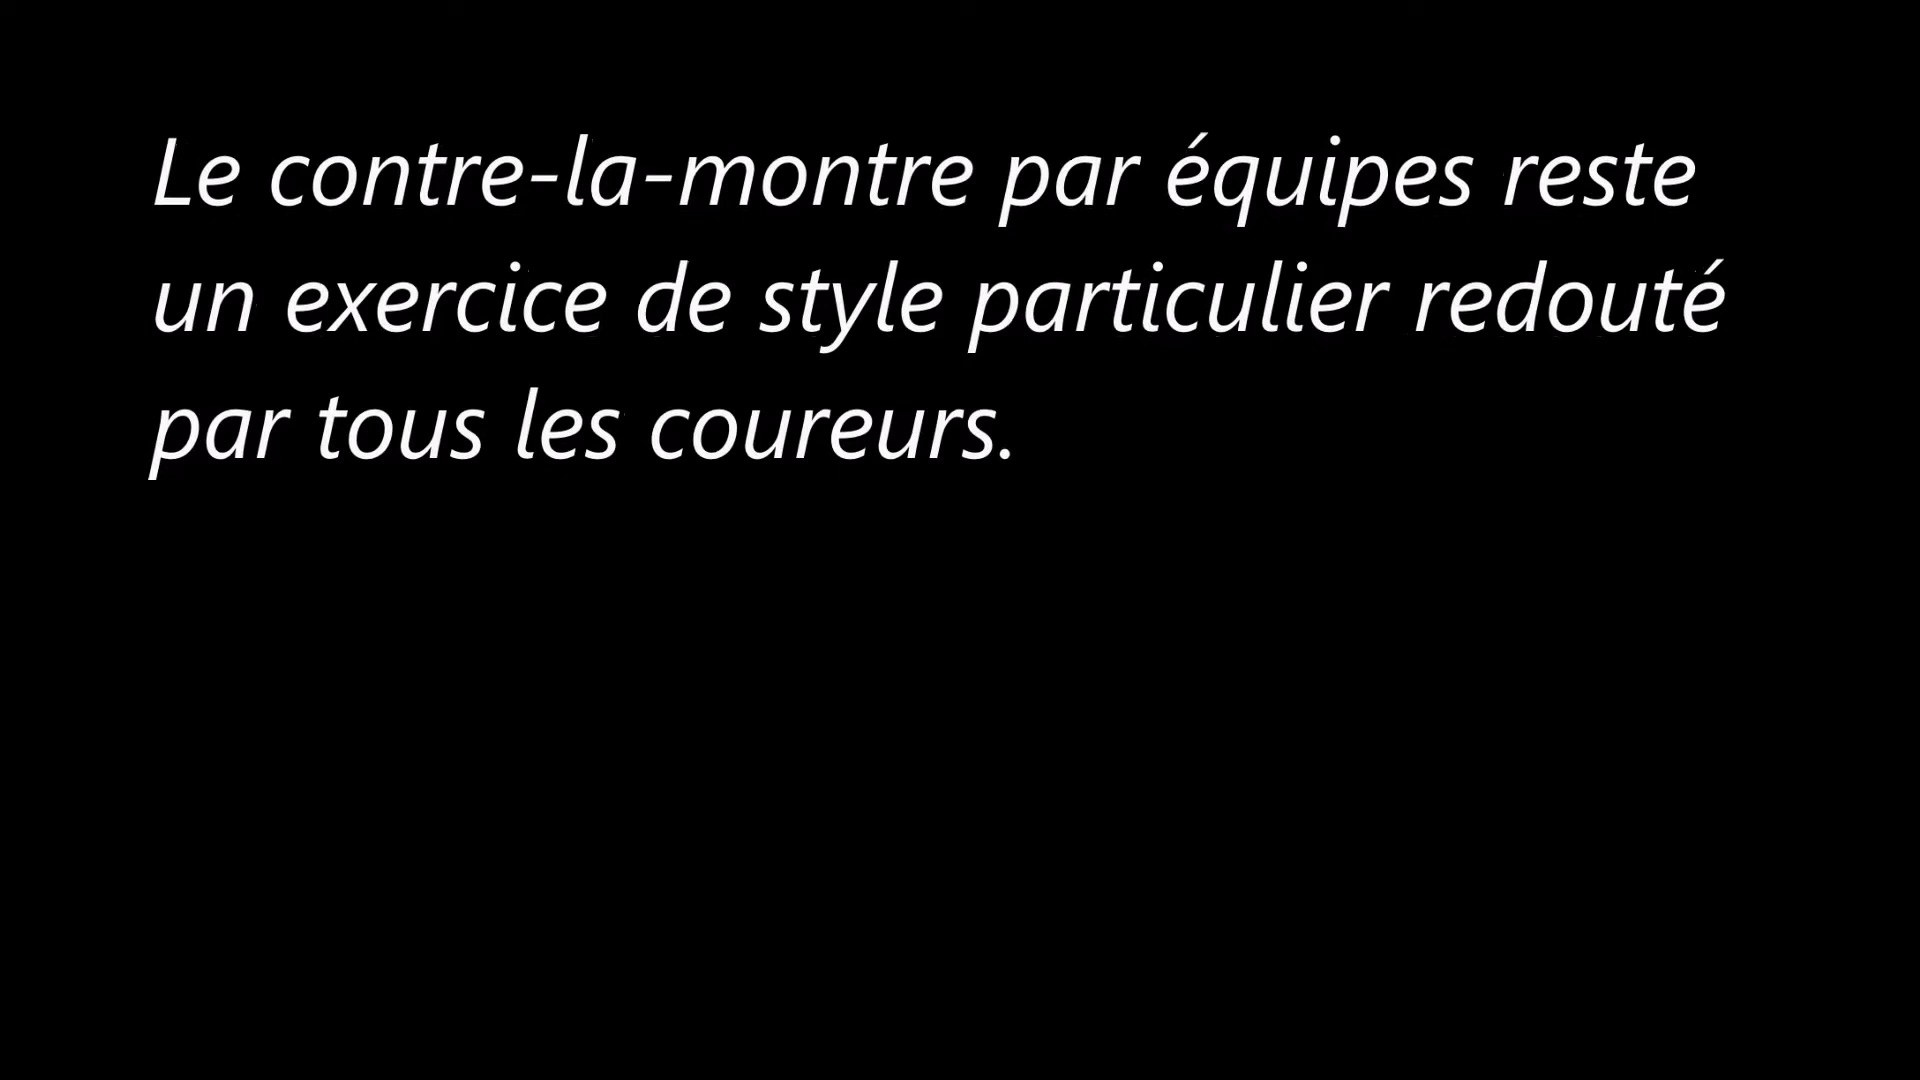 Le contre-la-montre par équipes reste
un exercice de style particulier redouté
par tous les coureurs.